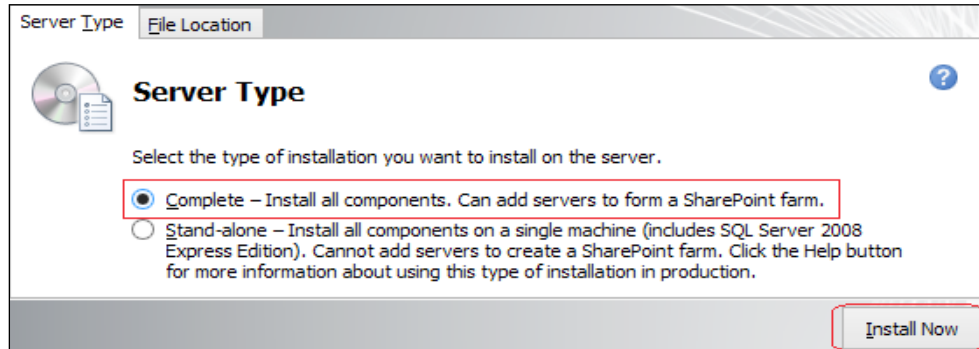 Server Type
File Location
Server Type
Select the type of installation you want to install on the server.
Complete – Install all components. Can add servers to form a SharePoint farm.
Stand-alone – Install all components on a single machine (includes SQL Server 2008
Express Edition). Cannot add servers to create a SharePoint farm. Click the Help button
for more information about using this type of installation in production.
Install Now